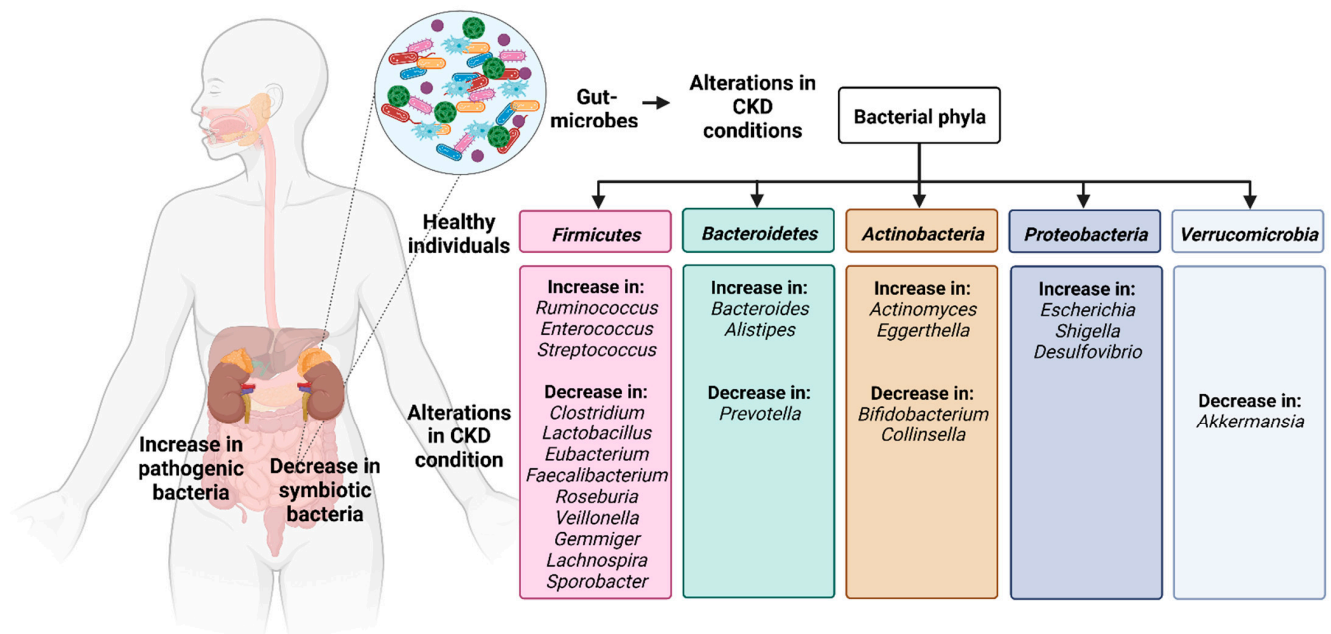 Gut-
microbes
Alterations in
CKD
conditions
Bacterial phyla
Healthy
individuals
Firmicutes
Bacteroidetes
Actinobacteria
Proteobacteria
Verrucomicrobia
Increase in:
Ruminococcus
Enterococcus
Streptococcus
Decrease in:
Clostridium
Lactobacillus
Eubacterium
Faecalibacterium
Roseburia
Veillonella
Gemmiger
Lachnospira
Sporobacter
Increase in:
Bacteroides
Alistipes
Decrease in:
Prevotella
Increase in:
Actinomyces
Eggerthella
Decrease in:
Bifidobacterium
Collinsella
Increase in:
Escherichia
Shigella
Desulfovibrio
Decrease in:
Akkermansia
Alterations
in CKD
condition
Increase in
pathogenic
bacteria
Decrease in
symbiotic
bacteria